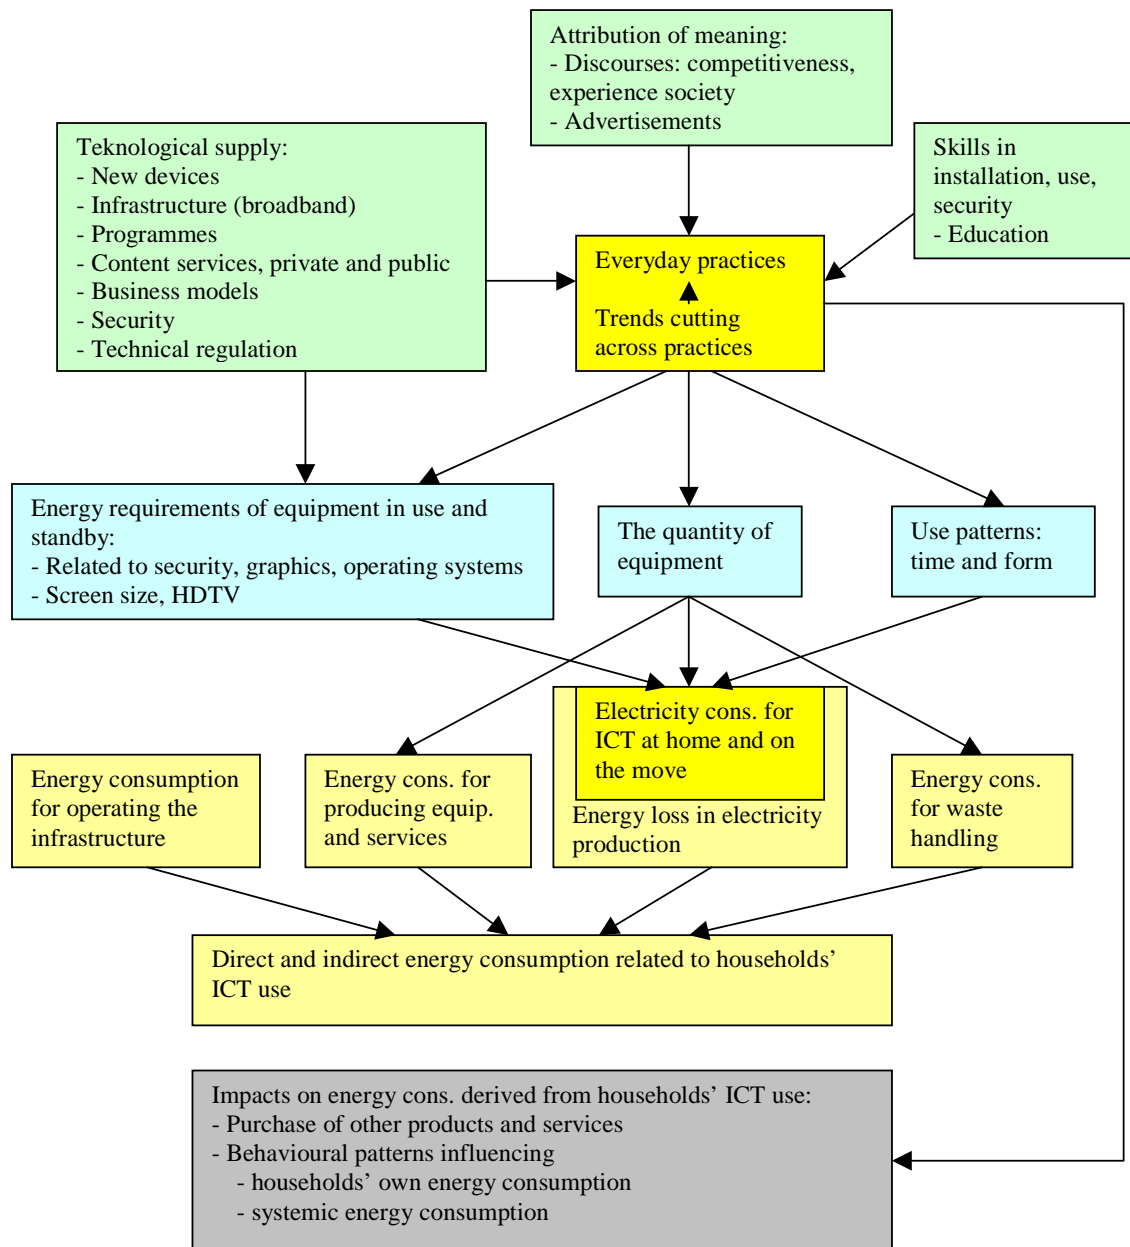 Attribution of meaning:
- Discourses: competitiveness,
experience society
- Advertisements
Teknological supply:
- New devices
- Infrastructure (broadband)
- Programmes
- Content services, private and public
- Business models
- Security
- Technical regulation
Skills in
installation, use,
security
- Education
Everyday practices
Trends cutting
across practices
Energy requirements of equipment in use and
standby:
- Related to security, graphics, operating systems
- Screen size, HDTV
The quantity of
equipment
Use patterns:
time and form
Electricity cons. for
ICT at home and on
the move
Energy loss in electricity
production
Energy consumption
for operating the
infrastructure
Energy cons. for
producing equip.
and services
Energy cons.
for waste
handling
Direct and indirect energy consumption related to households’
ICT use
Impacts on energy cons. derived from households’ ICT use:
- Purchase of other products and services
- Behavioural patterns influencing
- households’ own energy consumption
- systemic energy consumption